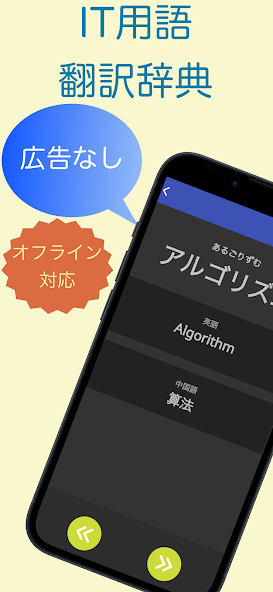 IT用語
翻訳辞典
広告なし
オフライン
対応
あるごりずむ
アルゴリズ
英語
Algorithm
中国語
算法